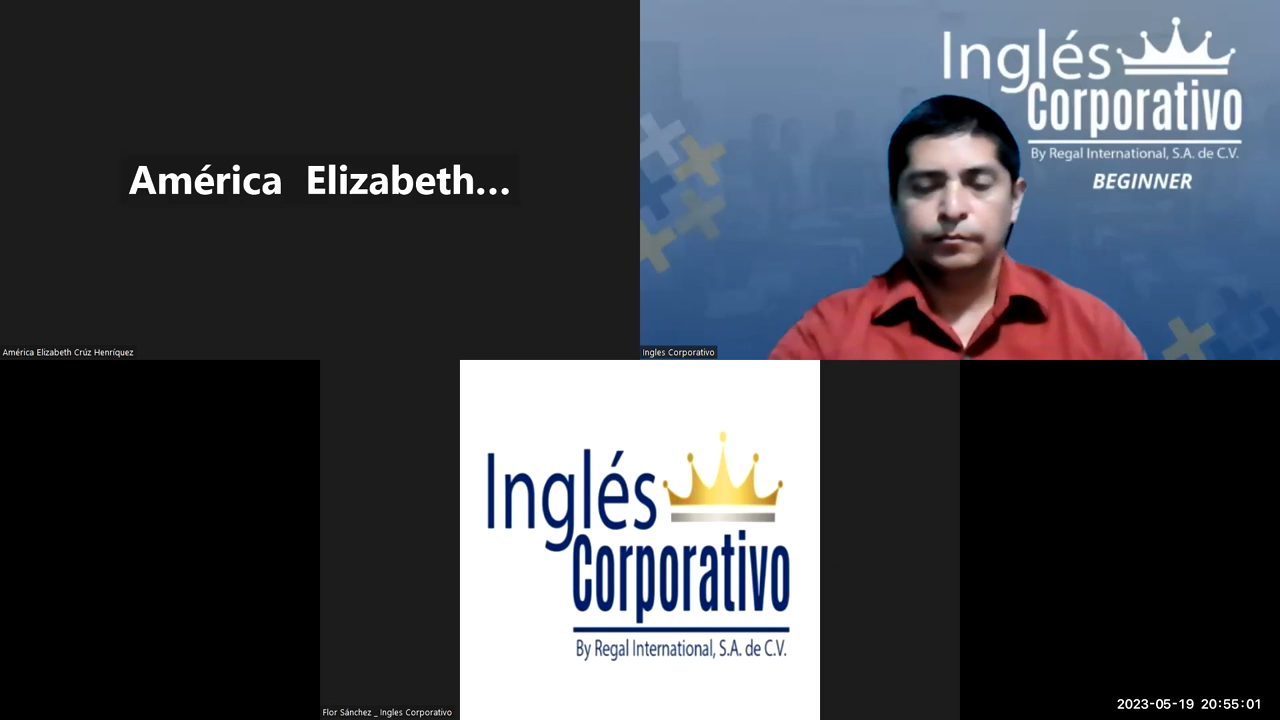 América Elizabeth...
América Elizabeth Crúz Henríquez
Inglés
Corporativo
By Regal International, S.A. de C.V.
BEGINNER
Ingles Corporativo
Inglés
Corporativo
By Regal International, S.A. de C.V.
Flor Sánchez _ Ingles Corporativo
2023-05-19 20:55:01